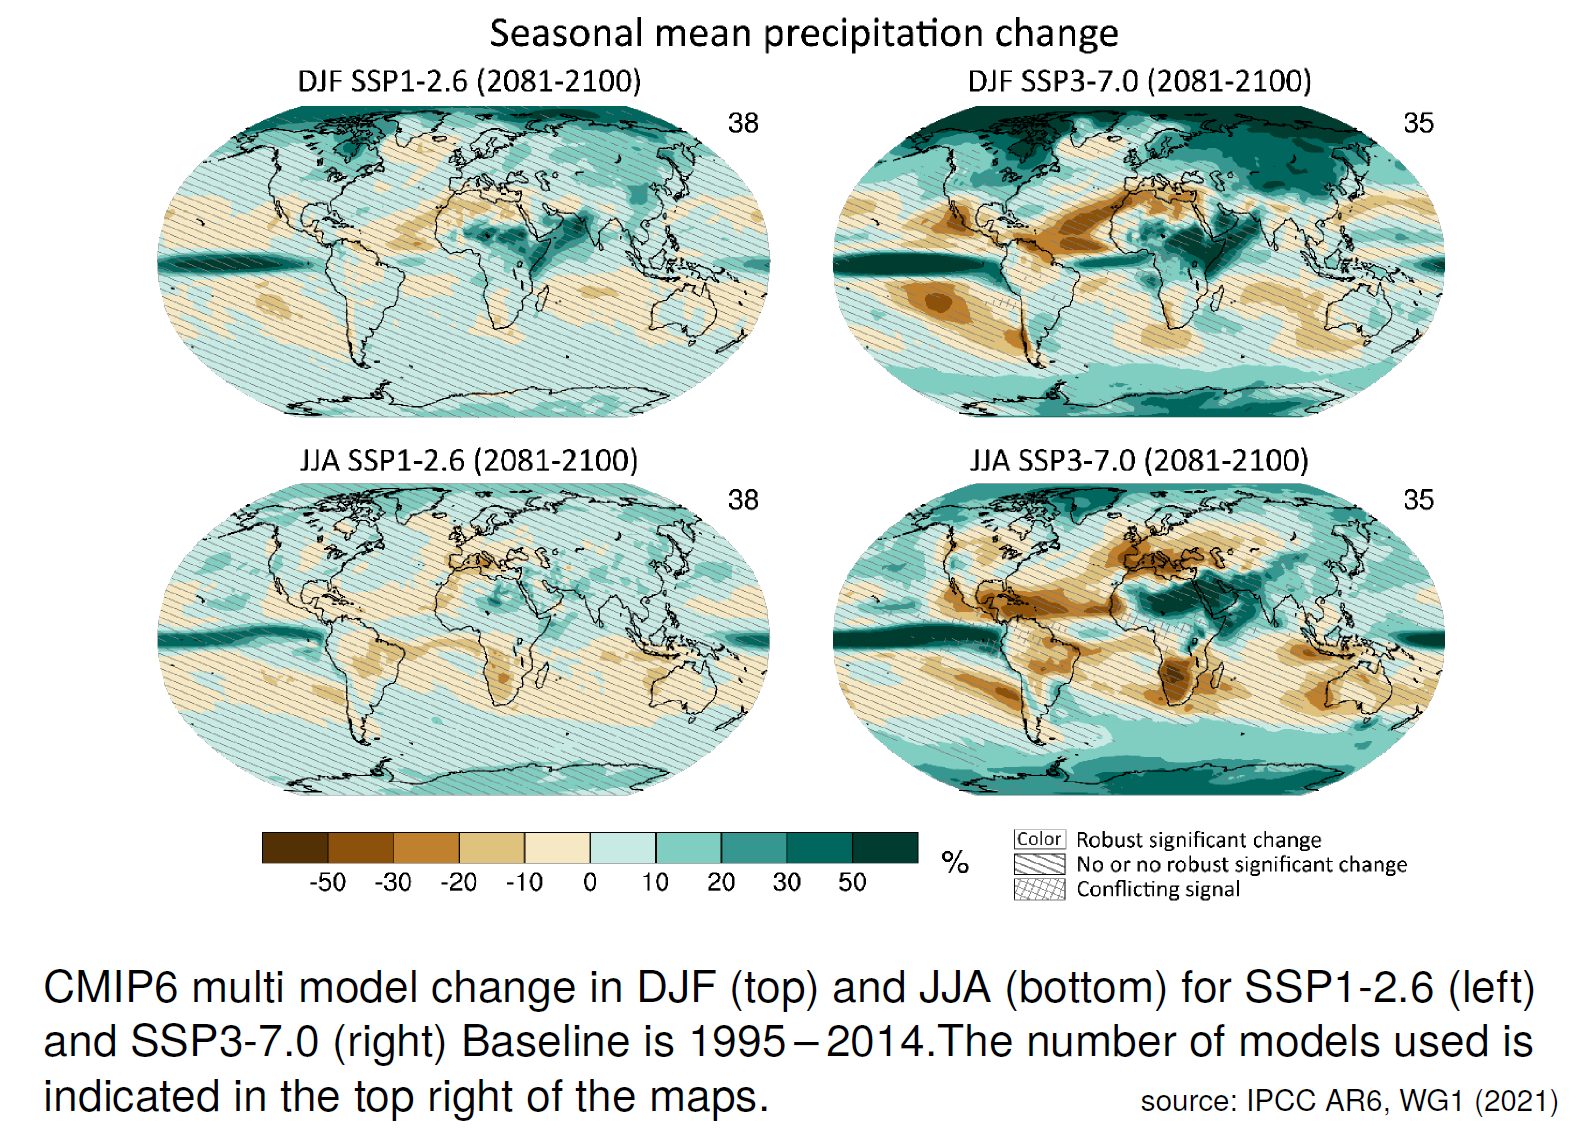 Seasonal mean precipitation change
DJF SSP1-2.6 (2081-2100)
DJF SSP3-7.0 (2081-2100)
38
35
JJA SSP1-2.6 (2081-2100)
JJA SSP3-7.0 (2081-2100)
38
35
-50 -30 -20 -10 0 10 20 30 50
%
Color Robust significant change
No or no robust significant change
Conflicting signal
CMIP6 multi model change in DJF (top) and JJA (bottom) for SSP1-2.6 (left)
and SSP3-7.0 (right) Baseline is 1995–2014.The number of models used is
indicated in the top right of the maps.
source: IPCC AR6, WG1 (2021)